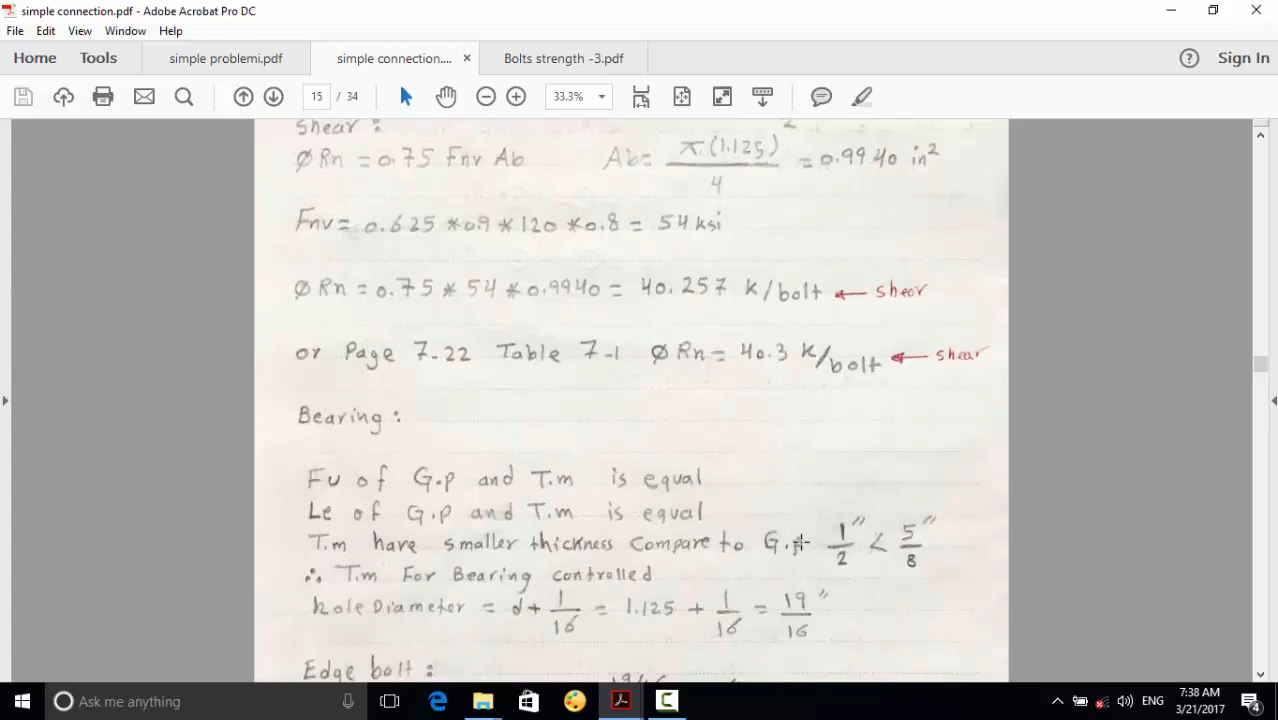 simple connection.pdf - Adobe Acrobat Pro DC
File Edit View Window Help
Home Tools simple problemi.pdf simple connection.... × Bolts strength -3.pdf ? Sign In
15 / 34 33.3%
Shear :
ØRn = 0.75 Fnv Ab Ab = π(1.125)²/4 = 0.9940 in²
Fnv = 0.625 *0.9 * 120 *0.8 = 54 ksi
ØRn = 0.75 * 54 * 0.9940 = 40.257 k/bolt ← shear
or Page 7-22 Table 7-1 ØRn = 40.3 k/bolt ← shear
Bearing :
Fu of G.p and T.m is equal
Le of G.p and T.m is equal
T.m have smaller thickness compare to G.p 1/2" < 5/8"
∴ T.m For Bearing controlled
hole Diameter = d + 1/16 = 1.125 + 1/16 = 19/16"
Edge bolt :
Ask me anything
ENG
7:38 AM
3/21/2017
4